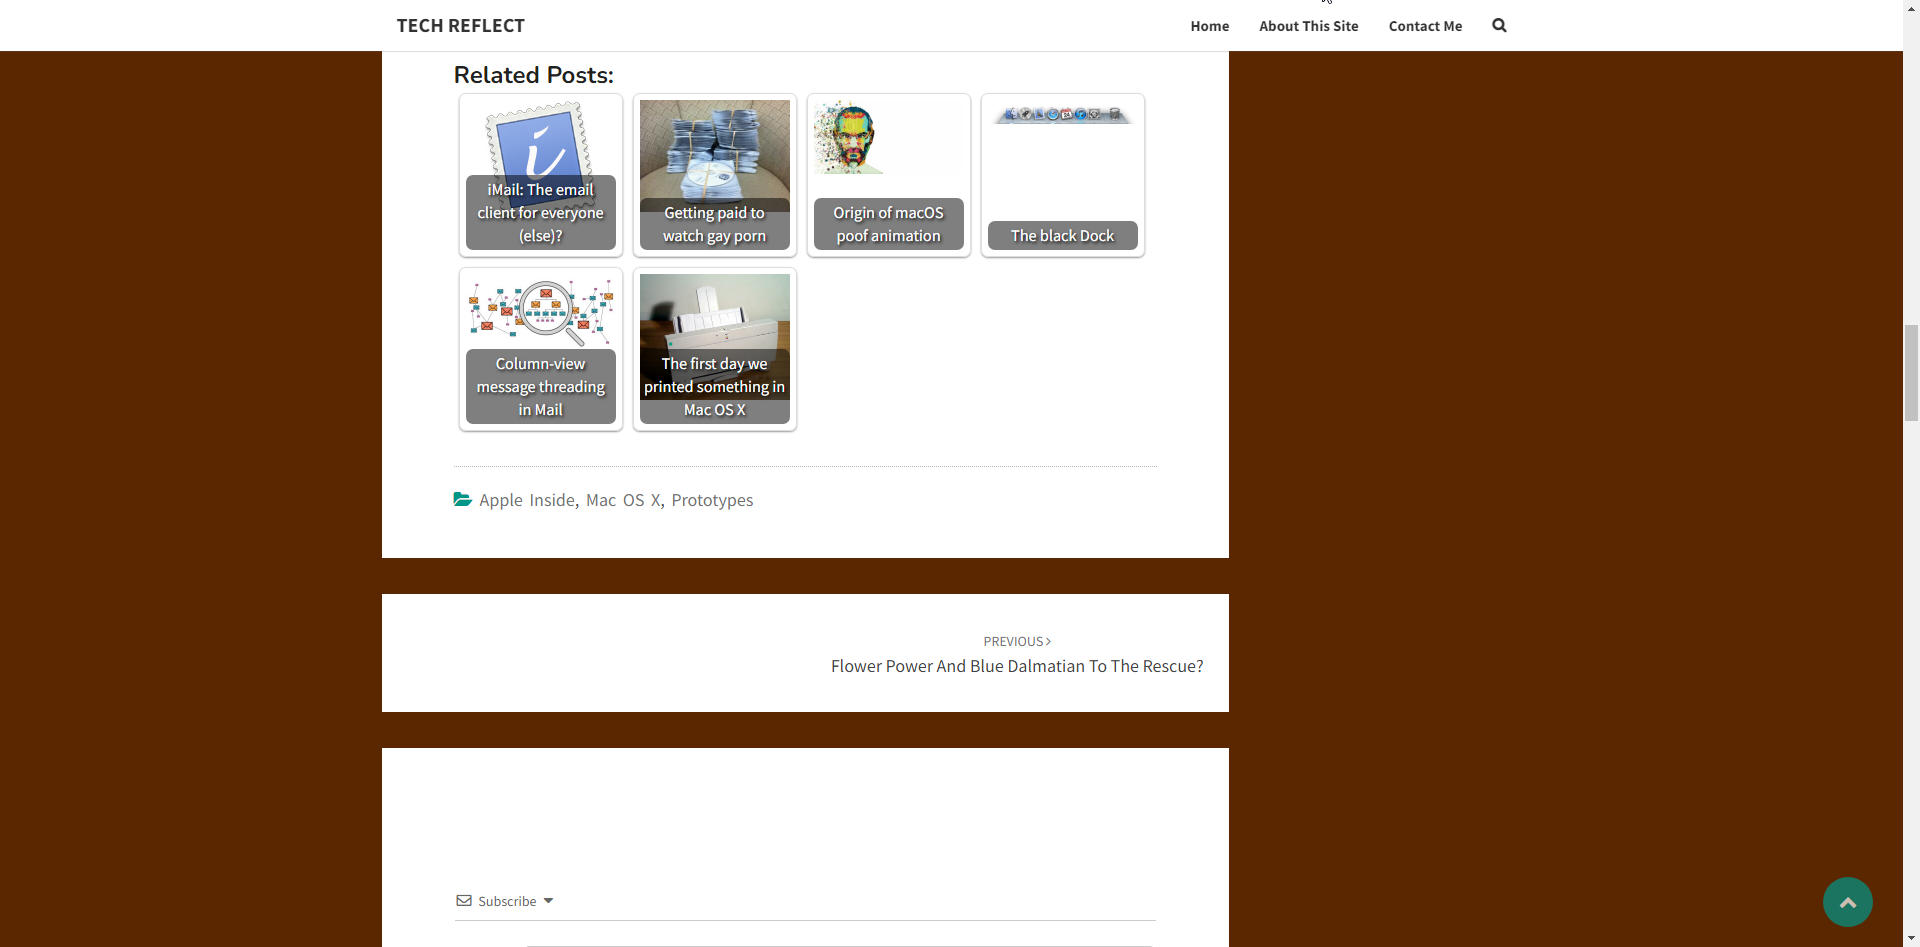 TECH REFLECT
Home
About This Site
Contact Me
Related Posts:
i
iMail: The email
client for everyone
(else)?
Getting paid to
watch gay porn
Origin of macOS
poof animation
The black Dock
Column-view
message threading
in Mail
The first day we
printed something in
Mac OS X
Apple Inside, Mac OS X, Prototypes
PREVIOUS
Flower Power And Blue Dalmatian To The Rescue?
Subscribe